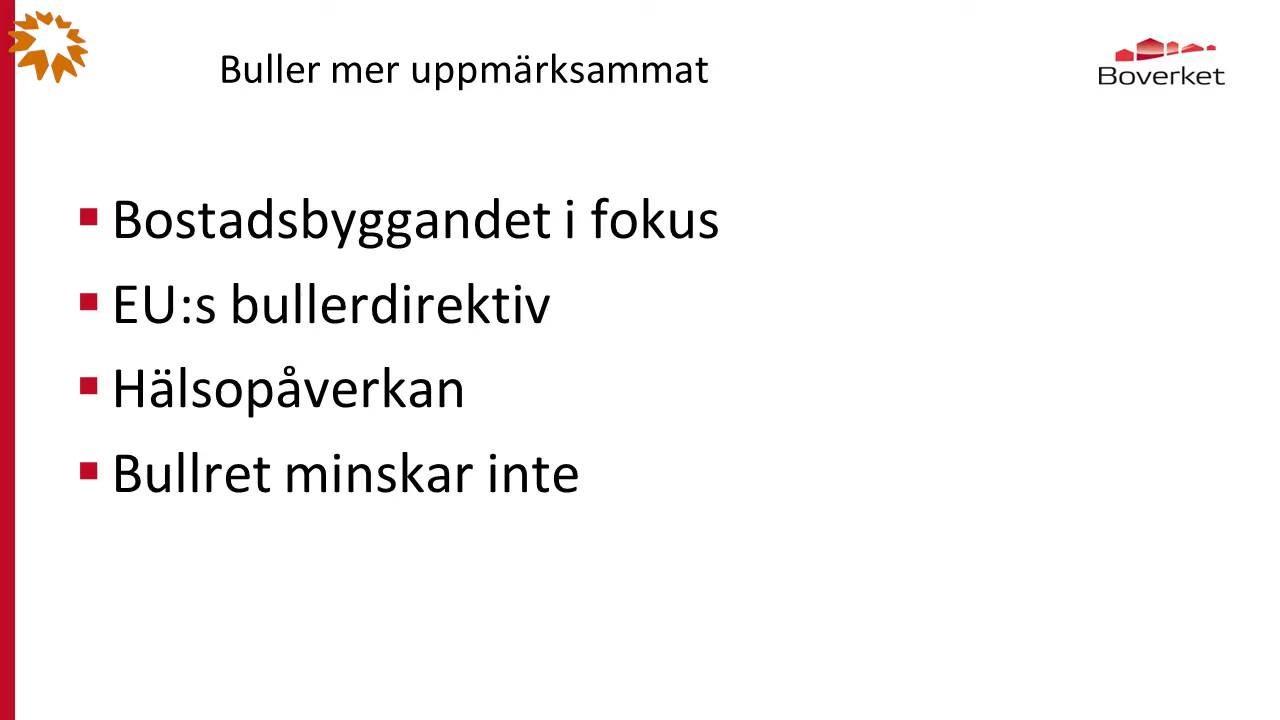 Buller mer uppmärksammat
Boverket
Bostadsbyggandet i fokus
EU:s bullerdirektiv
Hälsopåverkan
Bullret minskar inte